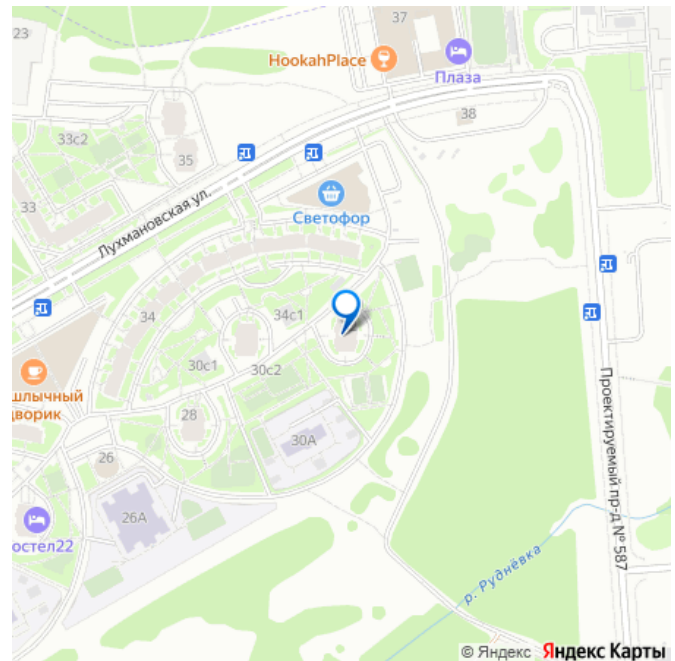 23
37
HookahPlace
Плаза
38
33с2
35
33
Лухмановская ул.
Светофор
34
34с1
30с1
30с2
шлычный
дворик
28
30А
26
26А
остел22
Проектируемый пр-д № 587
р. Руднёвка
© Яндекс Яндекс Карты